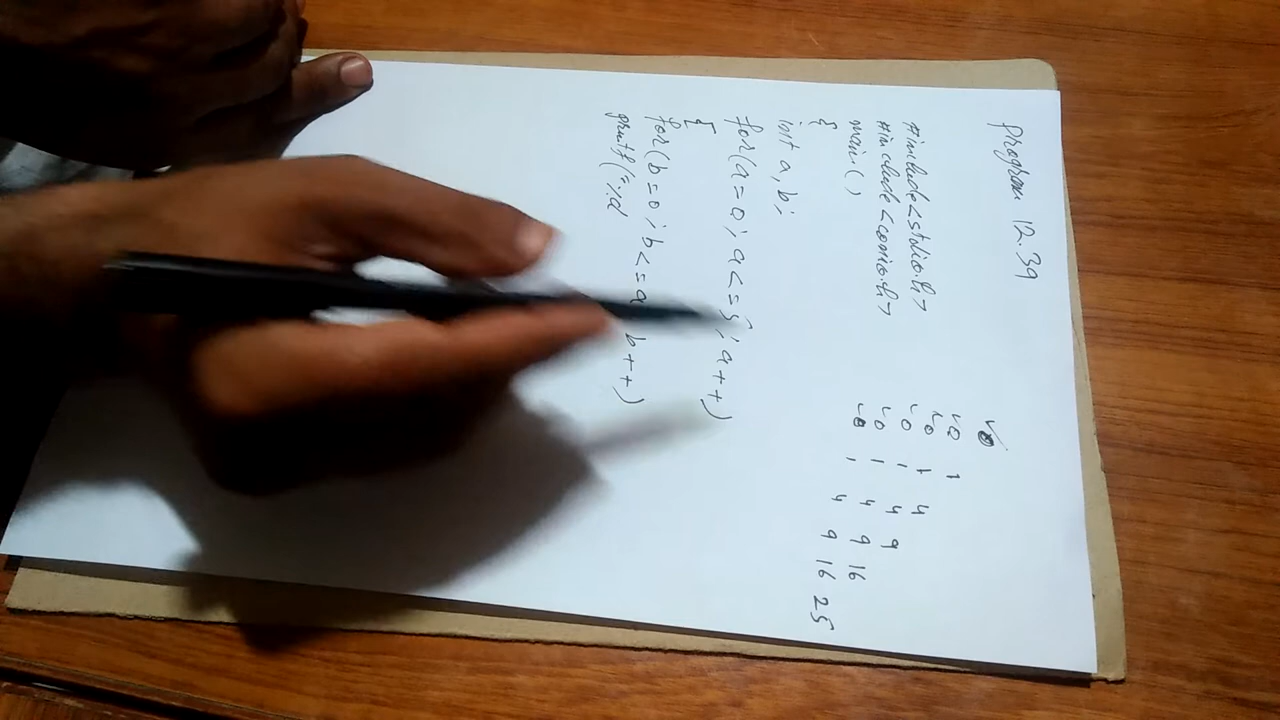 Program 12.39
#include<stdio.h>
#include<conio.h>
main()
{
int a,b;
for(a=0; a<=5; a++)
{
for(b=0; b<=a b++)
printf("%d
0
0 1
0 1 4
0 1 4 9
0 1 4 9 16
0 1 4 9 16 25